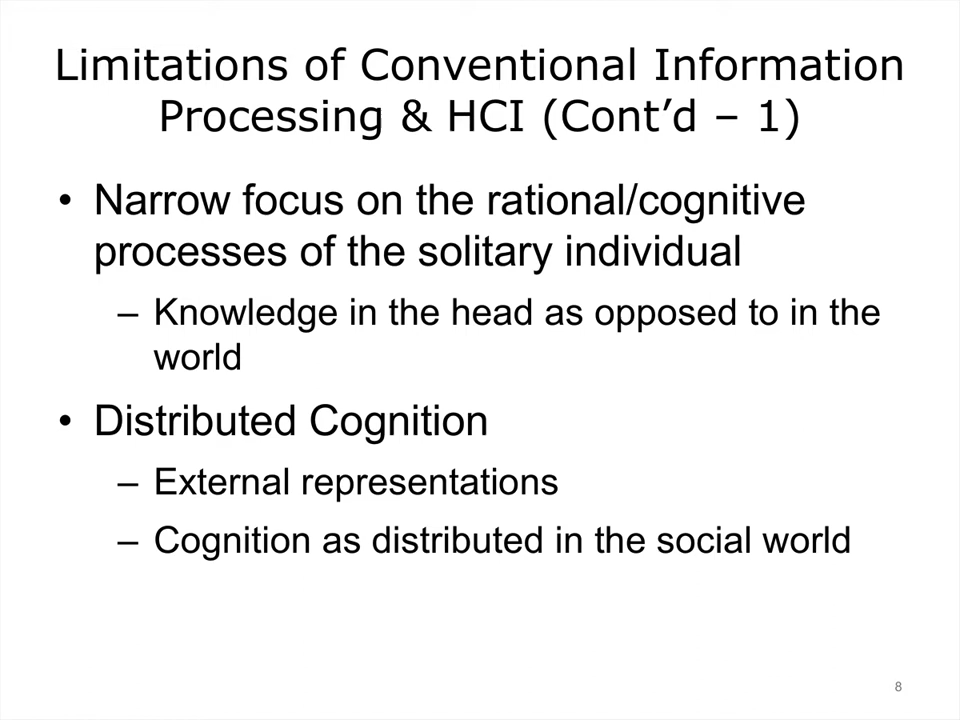 Limitations of Conventional Information
Processing & HCI (Cont’d – 1)
• Narrow focus on the rational/cognitive
processes of the solitary individual
– Knowledge in the head as opposed to in the
world
• Distributed Cognition
– External representations
– Cognition as distributed in the social world
8